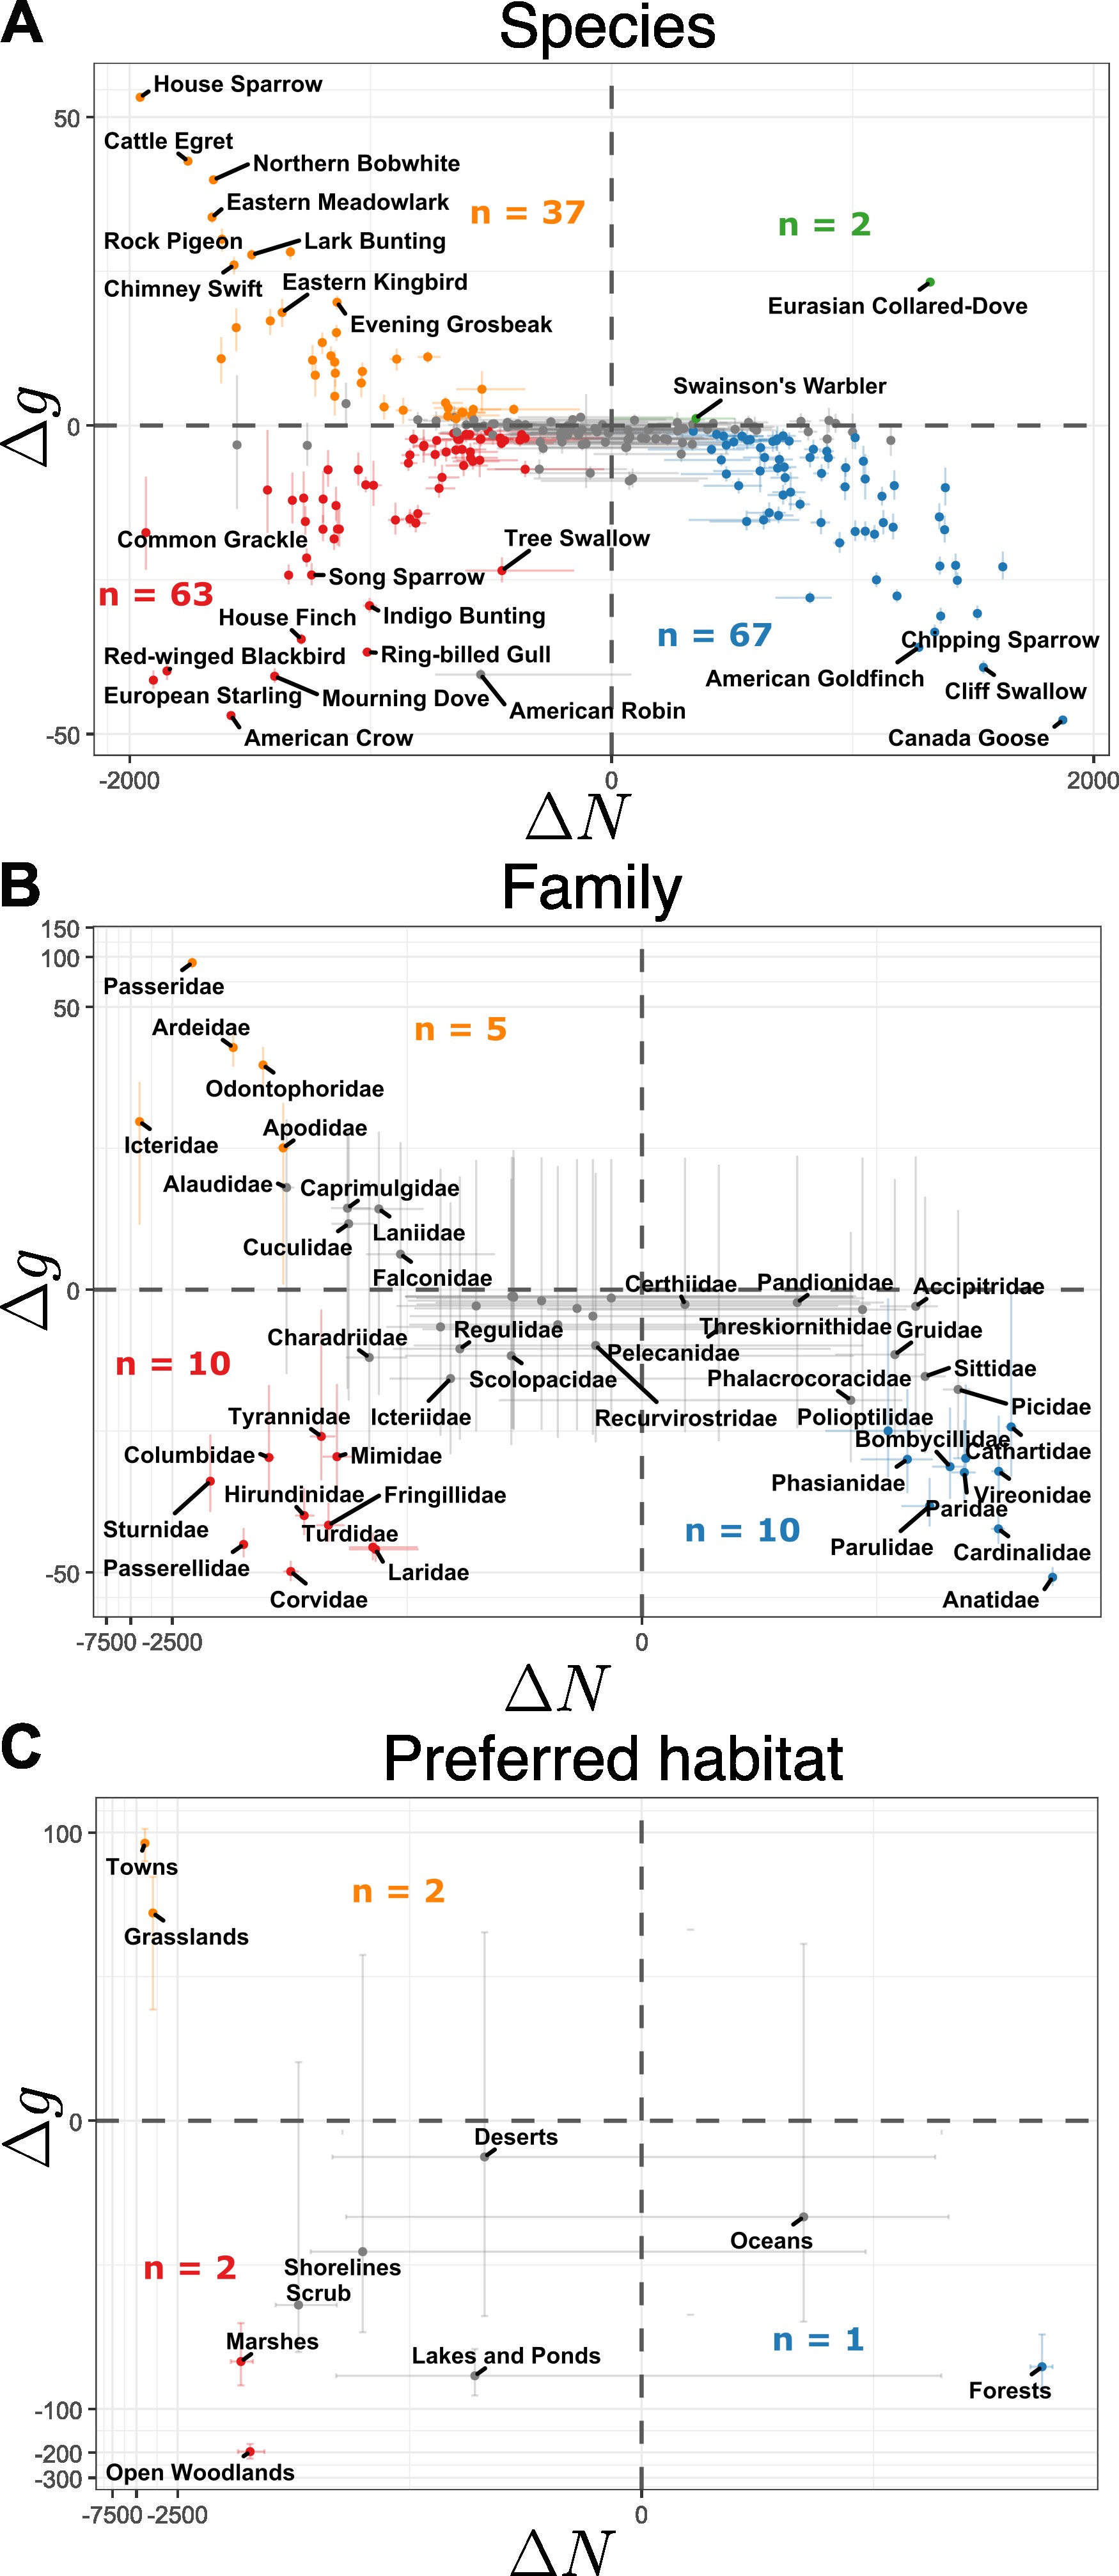 A
Species
House Sparrow
50
Cattle Egret
Northern Bobwhite
Eastern Meadowlark
n = 37
n = 2
Rock Pigeon
Lark Bunting
Chimney Swift
Eastern Kingbird
Eurasian Collared-Dove
Evening Grosbeak
Swainson's Warbler
Δg
0
Common Grackle
Tree Swallow
Song Sparrow
n = 63
House Finch
Indigo Bunting
n = 67
Chipping Sparrow
Red-winged Blackbird
Ring-billed Gull
American Goldfinch
European Starling
Mourning Dove
American Robin
Cliff Swallow
-50
American Crow
Canada Goose
-2000
0
2000
ΔN
B
Family
150
100
50
Passeridae
Ardeidae
n = 5
Odontophoridae
Icteridae
Apodidae
Alaudidae
Caprimulgidae
Laniidae
Cuculidae
Falconidae
Δg
0
Certhiidae
Pandionidae
Accipitridae
Charadriidae
Regulidae
Threskiornithidae
Gruidae
n = 10
Pelecanidae
Scolopacidae
Phalacrocoracidae
Sittidae
Icteriidae
Recurvirostridae
Polioptilidae
Picidae
Tyrannidae
Columbidae
Mimidae
Bombycillidae
Cathartidae
Hirundinidae
Fringillidae
Phasianidae
Vireonidae
Sturnidae
Turdidae
n = 10
Paridae
Parulidae
Passerellidae
Laridae
Cardinalidae
-50
Corvidae
Anatidae
-7500
-2500
0
ΔN
C
Preferred habitat
100
Towns
n = 2
Grasslands
Δg
0
Deserts
Oceans
n = 2
Shorelines
Scrub
Marshes
Lakes and Ponds
n = 1
Forests
-100
-200
-300
Open Woodlands
-7500
-2500
0
ΔN